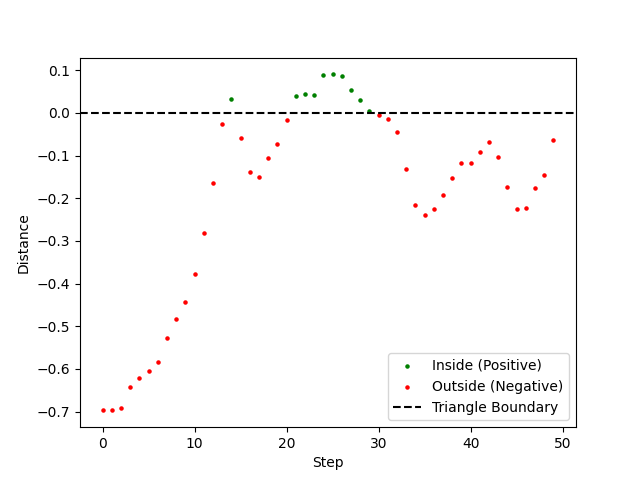 0.1
0.0
−0.1
−0.2
−0.3
−0.4
−0.5
−0.6
−0.7
Distance
0 10 20 30 40 50
Step
Inside (Positive)
Outside (Negative)
Triangle Boundary